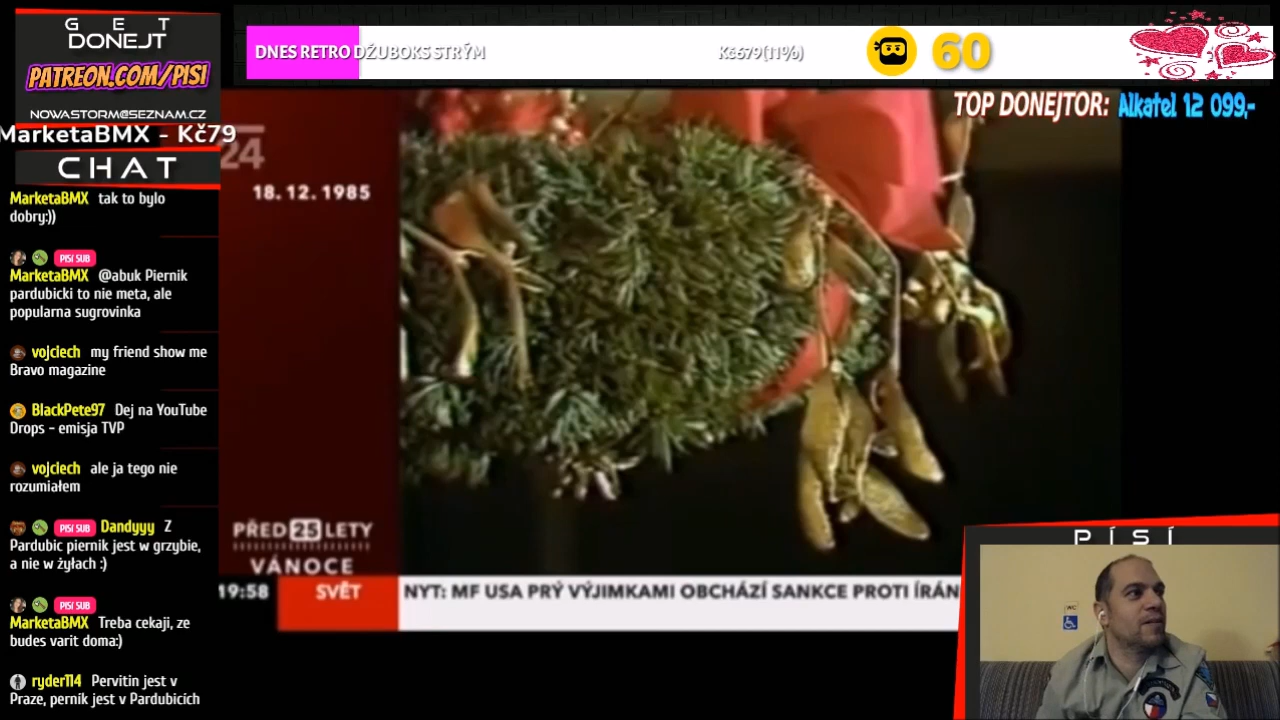 GET
DONEJT
PATREON.COM/PISI
NOWASTORM@SEZNAM.CZ
MarketaBMX - Kč79
CHAT
MarketaBMX tak to bylo
dobry:))
PISI SUB
MarketaBMX @abuk Piernik
pardubicki to nie meta, ale
popularna sugrovinka
vojclech my friend show me
Bravo magazine
BlackPete97 Dej na YouTube
Drops - emisja TVP
vojclech ale ja tego nie
rozumiałem
PISI SUB Dandyyy Z
Pardubic piernik jest w grzybie,
a nie w żyłach :)
PISI SUB
MarketaBMX Treba cekaji, ze
budes varit doma:)
ryder114 Pervitin jest v
Praze, pernik jest v Pardubicích
DNES RETRO DŽUBOKS STRÝM
Kč679(11%)
60
TOP DONEJTOR: Alkatel 12 099,-
24
18. 12. 1985
PŘED 25 LETY
VÁNOCE
19:58
SVĚT
NYT: MF USA PRÝ VÝJIMKAMI OBCHÁZÍ SANKCE PROTI ÍRÁN
PÍSÍ
WC